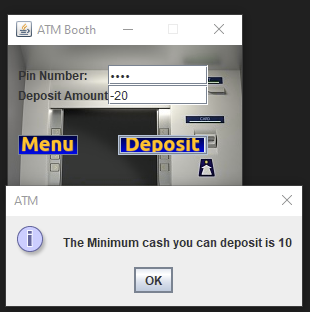 ATM Booth
Pin Number: ••••
Deposit Amount -20
Menu Deposit
ATM
The Minimum cash you can deposit is 10
OK